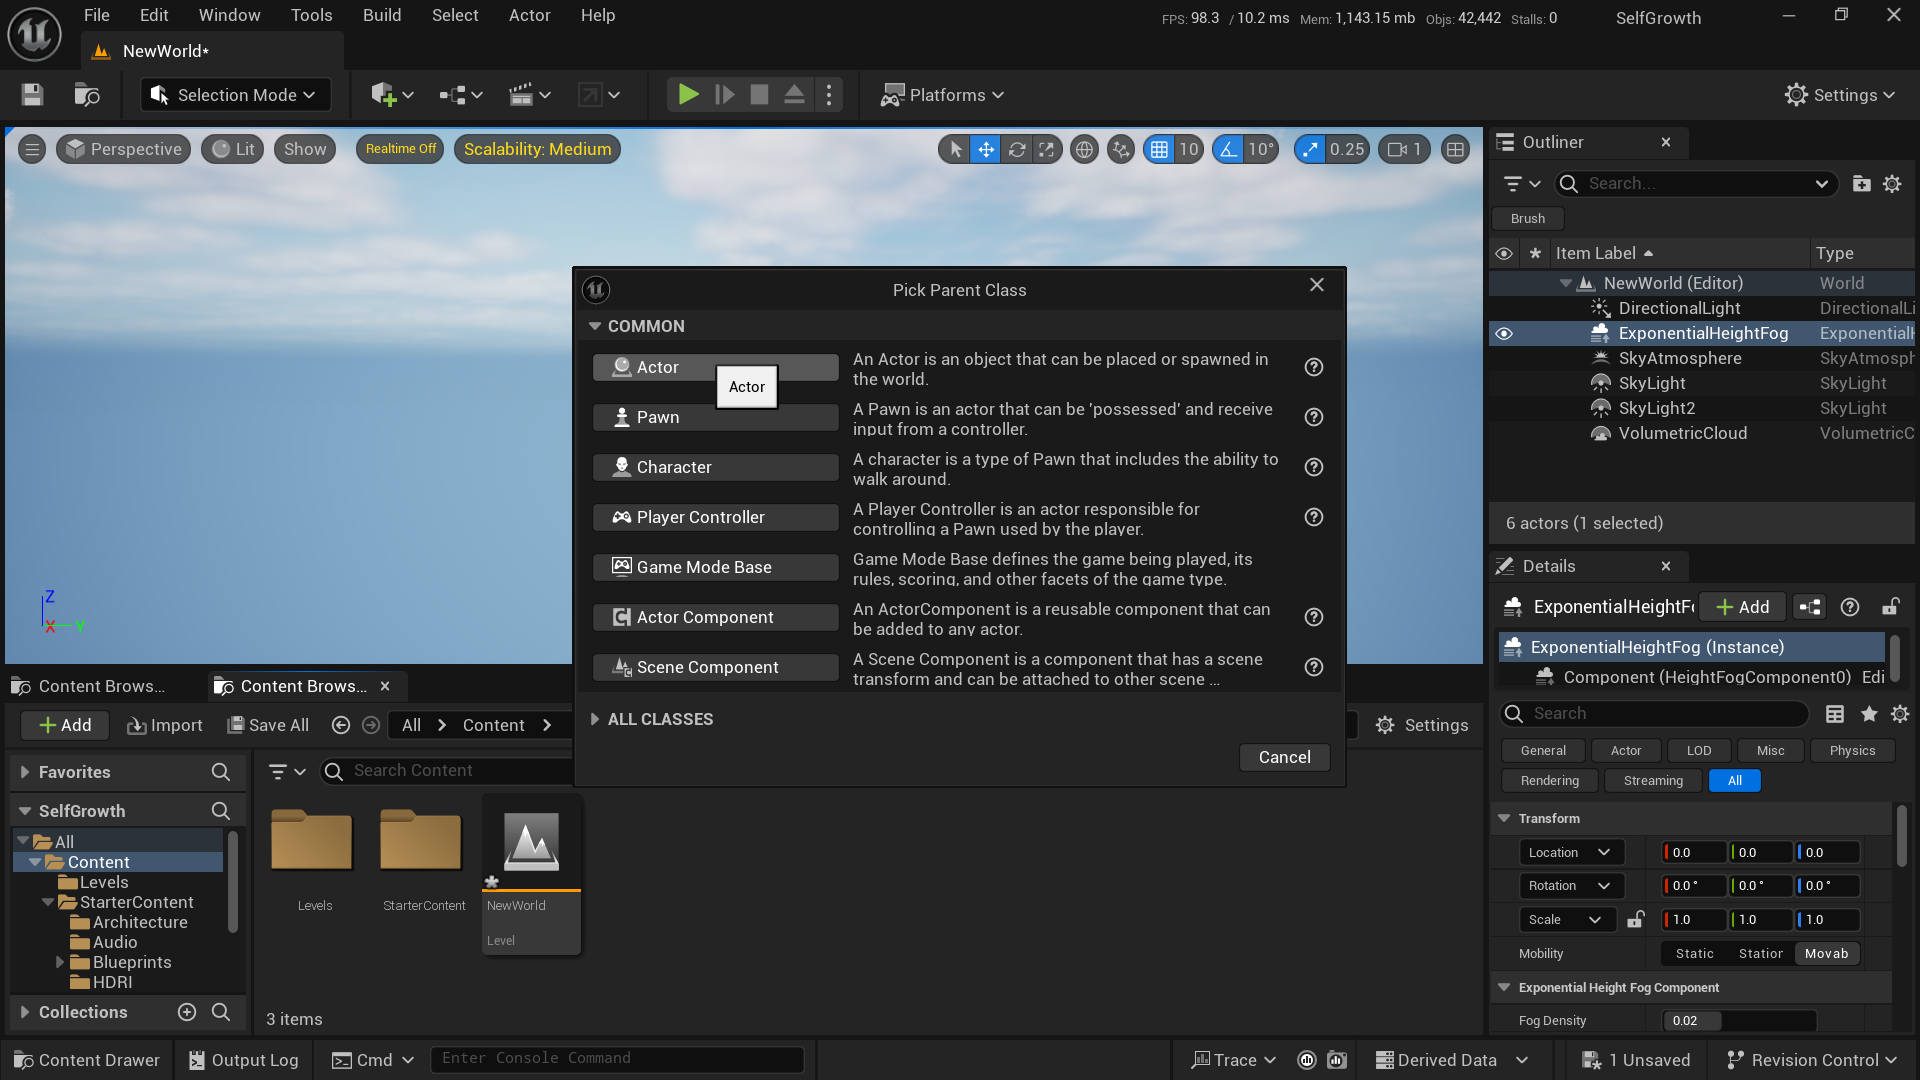 File Edit Window Tools Build Select Actor Help
FPS: 98.3 / 10.2 ms Mem: 1,143.15 mb Objs: 42,442 Stalls: 0
SelfGrowth
NewWorld*
Selection Mode
Platforms
Settings
Perspective Lit Show Realtime Off Scalability: Medium
10 10° 0.25 1
Outliner
Search...
Brush
Item Label Type
NewWorld (Editor) World
DirectionalLight DirectionalLi
ExponentialHeightFog ExponentialH
SkyAtmosphere SkyAtmosph
SkyLight SkyLight
SkyLight2 SkyLight
VolumetricCloud VolumetricC
6 actors (1 selected)
Pick Parent Class
COMMON
Actor
An Actor is an object that can be placed or spawned in
the world.
Actor
Pawn
A Pawn is an actor that can be 'possessed' and receive
input from a controller.
Character
A character is a type of Pawn that includes the ability to
walk around.
Player Controller
A Player Controller is an actor responsible for
controlling a Pawn used by the player.
Game Mode Base
Game Mode Base defines the game being played, its
rules, scoring, and other facets of the game type.
Actor Component
An ActorComponent is a reusable component that can
be added to any actor.
Scene Component
A Scene Component is a component that has a scene
transform and can be attached to other scene ...
ALL CLASSES
Cancel
Z
X Y
Details
ExponentialHeightF
Add
ExponentialHeightFog (Instance)
Component (HeightFogComponent0) Edi
Search
General Actor LOD Misc Physics
Rendering Streaming All
Transform
Location 0.0 0.0 0.0
Rotation 0.0 ° 0.0 ° 0.0 °
Scale 1.0 1.0 1.0
Mobility Static Station Movab
Exponential Height Fog Component
Fog Density 0.02
Content Brows...
Content Brows...
Add Import Save All All Content
Settings
Favorites
SelfGrowth
All
Content
Levels
StarterContent
Architecture
Audio
Blueprints
HDRI
Collections
Search Content
Levels
StarterContent
NewWorld
Level
3 items
Content Drawer Output Log Cmd Enter Console Command
Trace Derived Data 1 Unsaved Revision Control